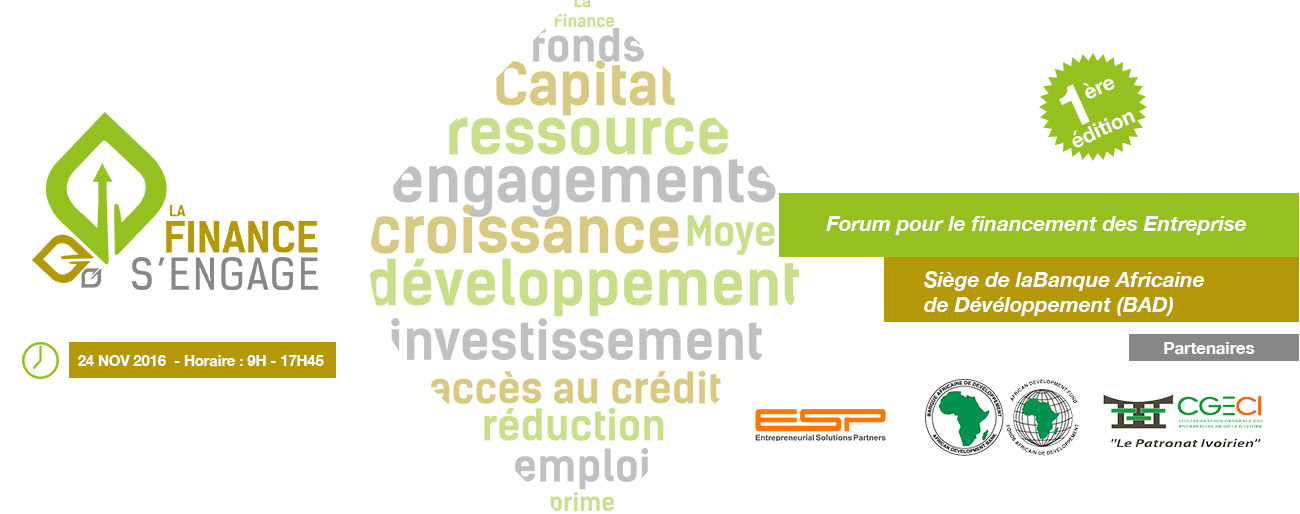 LA
FINANCE
S'ENGAGE
24 NOV 2016 - Horaire : 9H - 17H45
La
Finance
fonds
Capital
ressource
engagements
croissance Moye
développement
investissement
accès au crédit
réduction
emploi
prime
1ère
édition
Forum pour le financement des Entreprise
Siège de laBanque Africaine
de Dévéloppement (BAD)
Partenaires
ESP
Entrepreneurial Solutions Partners
BANQUE AFRICAINE DE DEVELOPPEMENT
AFRICAN DEVELOPMENT BANK
AFRICAN DEVELOPMENT FUND
FONDS AFRICAIN DE DEVELOPPEMENT
CGECI
CONFEDERATION GENERALE DES
ENTREPRISES DE CÔTE D'IVOIRE
"Le Patronat Ivoirien"